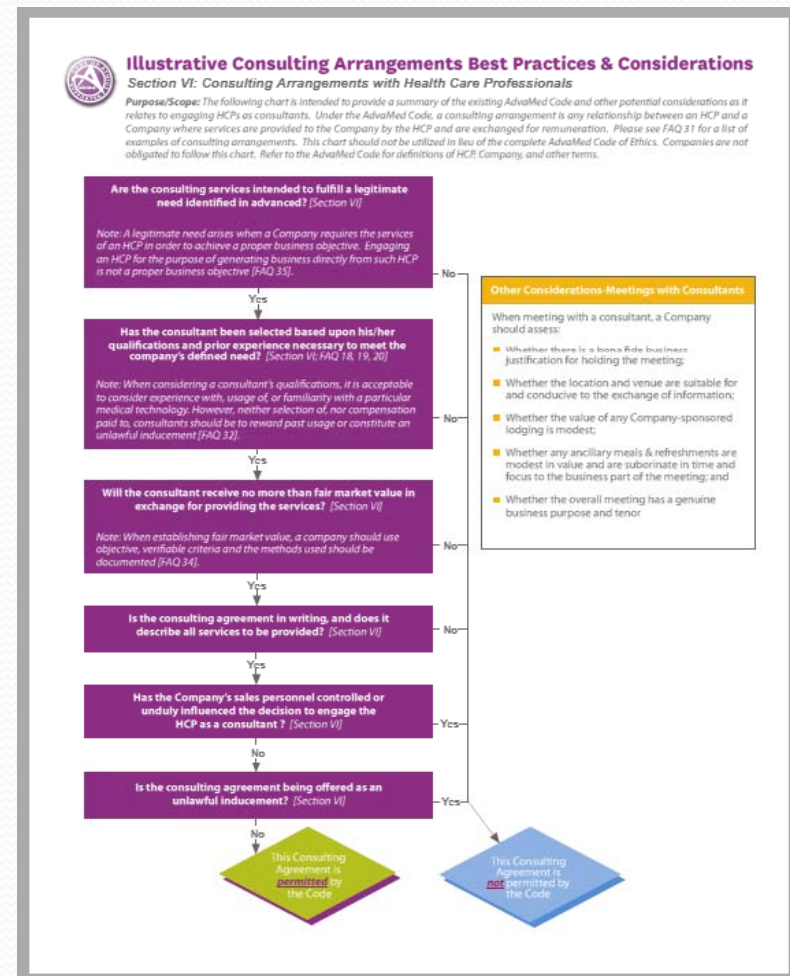 Illustrative Consulting Arrangements Best Practices & Considerations
Section VI: Consulting Arrangements with Health Care Professionals
Purpose/Scope: The following chart is intended to provide a summary of the existing AdvaMed Code and other potential considerations as it
relates to engaging HCPs as consultants. Under the AdvaMed Code, a consulting arrangement is any relationship between an HCP and a
Company where services are provided to the Company by the HCP and are exchanged for remuneration. Please see FAQ 31 for a list of
examples of consulting arrangements. This chart should not be utilized in lieu of the complete AdvaMed Code of Ethics. Companies are not
obligated to follow this chart. Refer to the AdvaMed Code for definitions of HCP, Company, and other terms.
Are the consulting services intended to fulfill a legitimate
need identified in advanced? [Section VI]
Note: A legitimate need arises when a Company requires the services
of an HCP in order to achieve a proper business objective. Engaging
an HCP for the purpose of generating business directly from such HCP
is not a proper business objective [FAQ 35].
No
Yes
Has the consultant been selected based upon his/her
qualifications and prior experience necessary to meet the
company's defined need? [Section VI; FAQ 18, 19, 20]
Note: When considering a consultant's qualifications, it is acceptable
to consider experience with, usage of, or familiarity with a particular
medical technology. However, neither selection of, nor compensation
paid to, consultants should be to reward past usage or constitute an
unlawful inducement [FAQ 32].
No
Yes
Will the consultant receive no more than fair market value in
exchange for providing the services? [Section VI]
Note: When establishing fair market value, a company should use
objective, verifiable criteria and the methods used should be
documented [FAQ 34].
No
Yes
Is the consulting agreement in writing, and does it
describe all services to be provided? [Section VI]
No
Yes
Has the Company's sales personnel controlled or
unduly influenced the decision to engage the
HCP as a consultant ? [Section VI]
Yes
No
Is the consulting agreement being offered as an
unlawful inducement? [Section VI]
Yes
No
This Consulting
Agreement is
permitted by
the Code
This Consulting
Agreement is
not permitted by
the Code
Other Considerations-Meetings with Consultants
When meeting with a consultant, a Company
should assess:
Whether there is a bona fide business
justification for holding the meeting;
Whether the location and venue are suitable for
and conducive to the exchange of information;
Whether the value of any Company-sponsored
lodging is modest;
Whether any ancillary meals & refreshments are
modest in value and are suborinate in time and
focus to the business part of the meeting; and
Whether the overall meeting has a genuine
business purpose and tenor